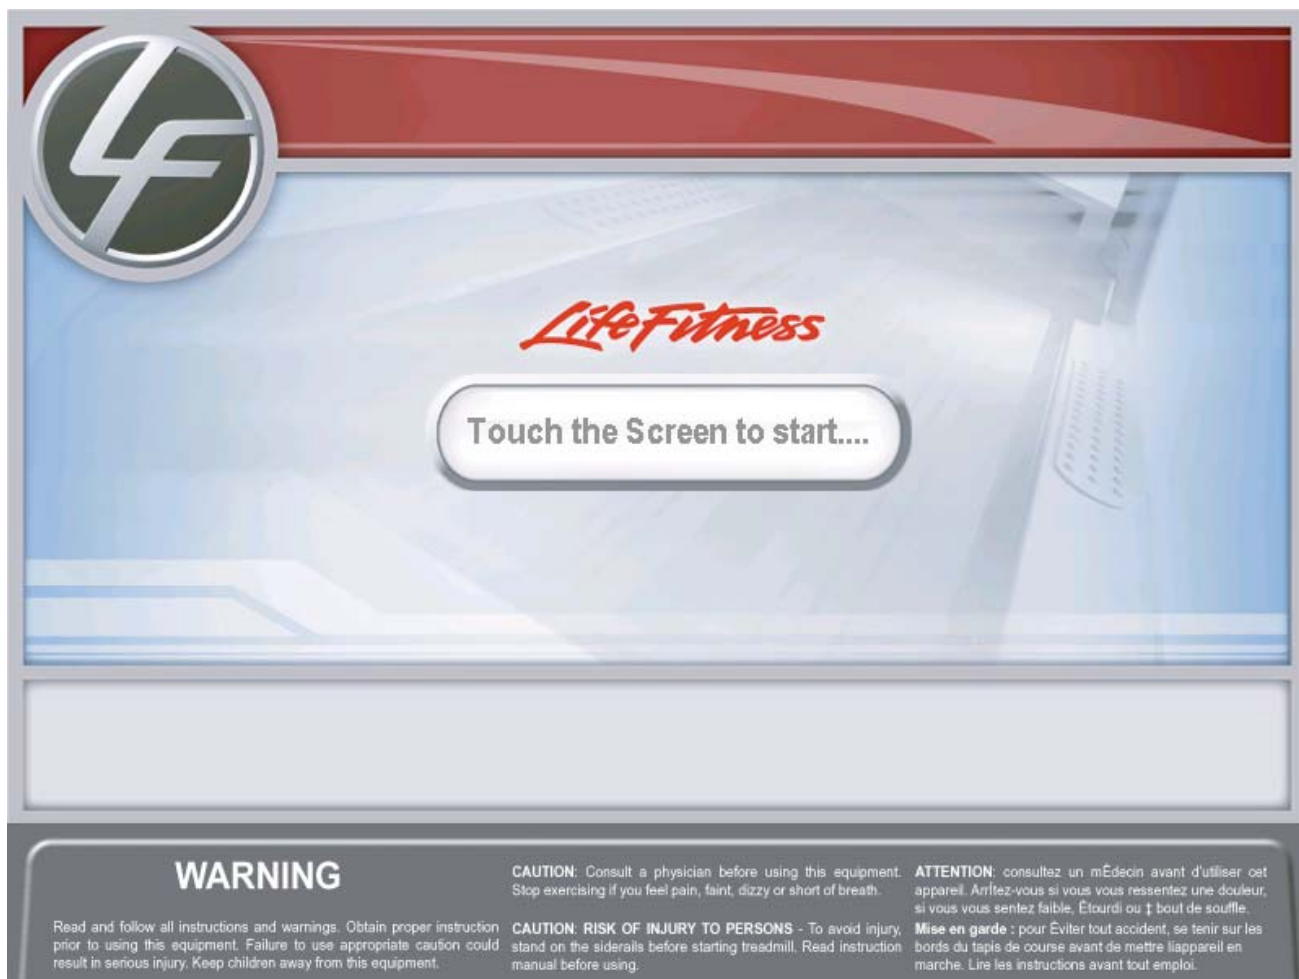 LF
LifeFitness
Touch the Screen to start....
WARNING
Read and follow all instructions and warnings. Obtain proper instruction
prior to using this equipment. Failure to use appropriate caution could
result in serious injury. Keep children away from this equipment.
CAUTION: Consult a physician before using this equipment.
Stop exercising if you feel pain, faint, dizzy or short of breath.
CAUTION: RISK OF INJURY TO PERSONS - To avoid injury,
stand on the siderails before starting treadmill. Read instruction
manual before using.
ATTENTION: consultez un mÉdecin avant d'utiliser cet
appareil. ArrÍtez-vous si vous vous ressentez une douleur,
si vous vous sentez faible, Étourdi ou ‡ bout de souffle.
Mise en garde : pour Éviter tout accident, se tenir sur les
bords du tapis de course avant de mettre líappareil en
marche. Lire les instructions avant tout emploi.